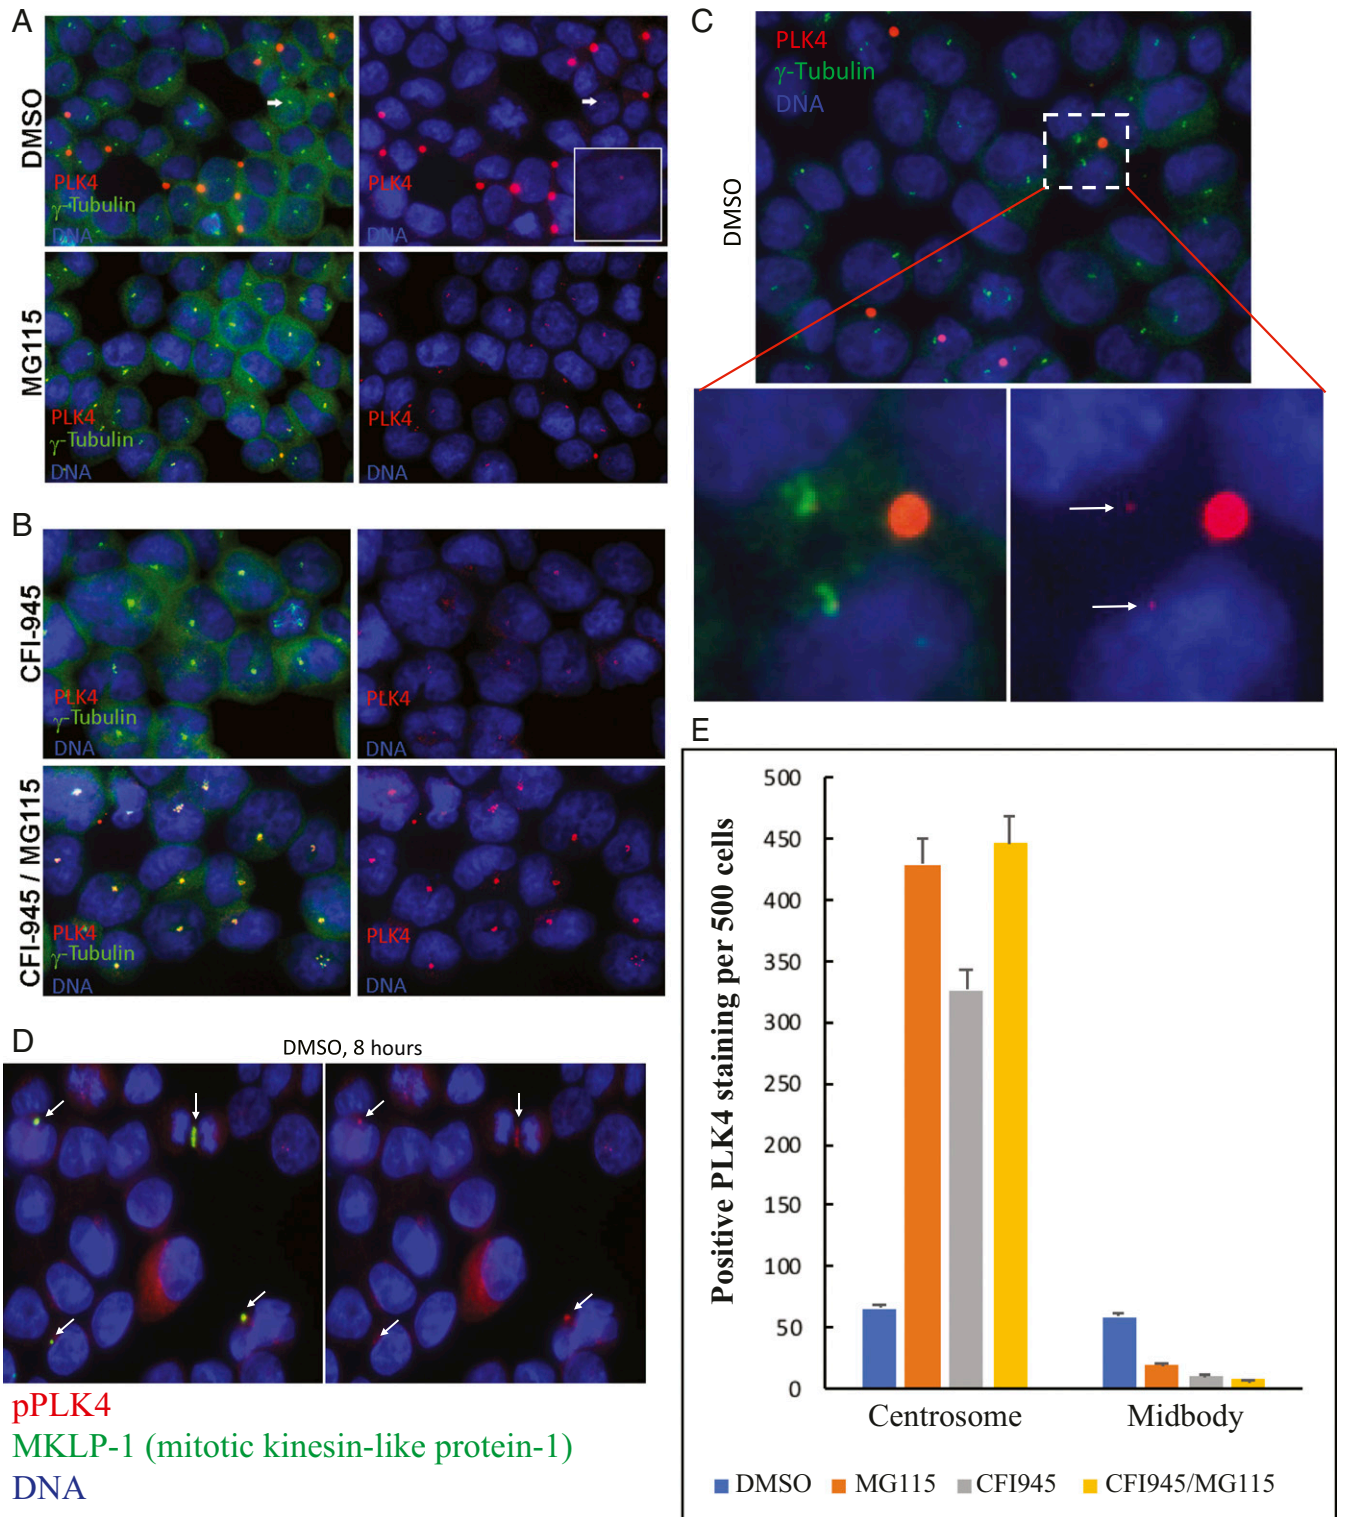 A
DMSO
PLK4
γ-Tubulin
DNA
PLK4
DNA
MG115
PLK4
γ-Tubulin
DNA
PLK4
DNA
B
CFI-945
PLK4
γ-Tubulin
DNA
PLK4
DNA
CFI-945 / MG115
PLK4
γ-Tubulin
DNA
PLK4
DNA
C
DMSO
PLK4
γ-Tubulin
DNA
D
DMSO, 8 hours
pPLK4
MKLP-1 (mitotic kinesin-like protein-1)
DNA
E
Positive PLK4 staining per 500 cells
500
450
400
350
300
250
200
150
100
50
0
Centrosome
Midbody
DMSO
MG115
CFI945
CFI945/MG115